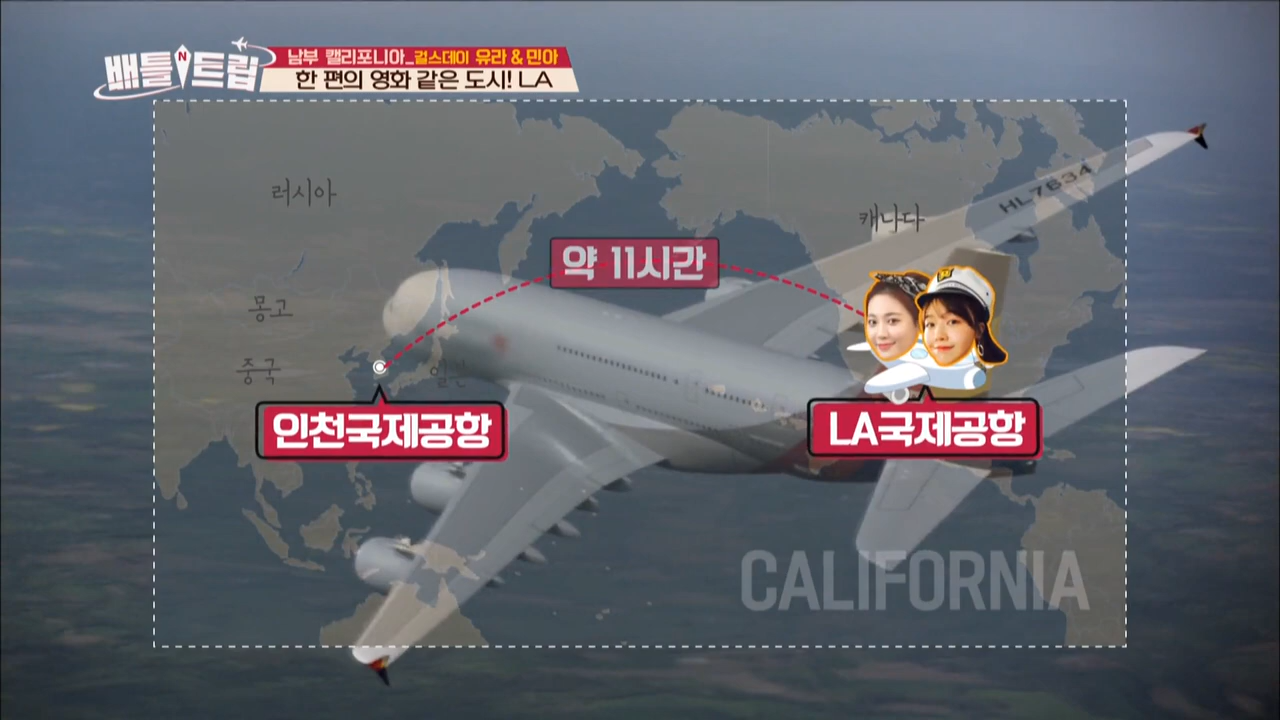 배틀 N 트립
남부 캘리포니아_걸스데이 유라 & 민아
한 편의 영화 같은 도시! LA
러시아
캐나다
HL7634
약 11시간
몽고
중국
일본
인천국제공항
LA국제공항
CALIFORNIA